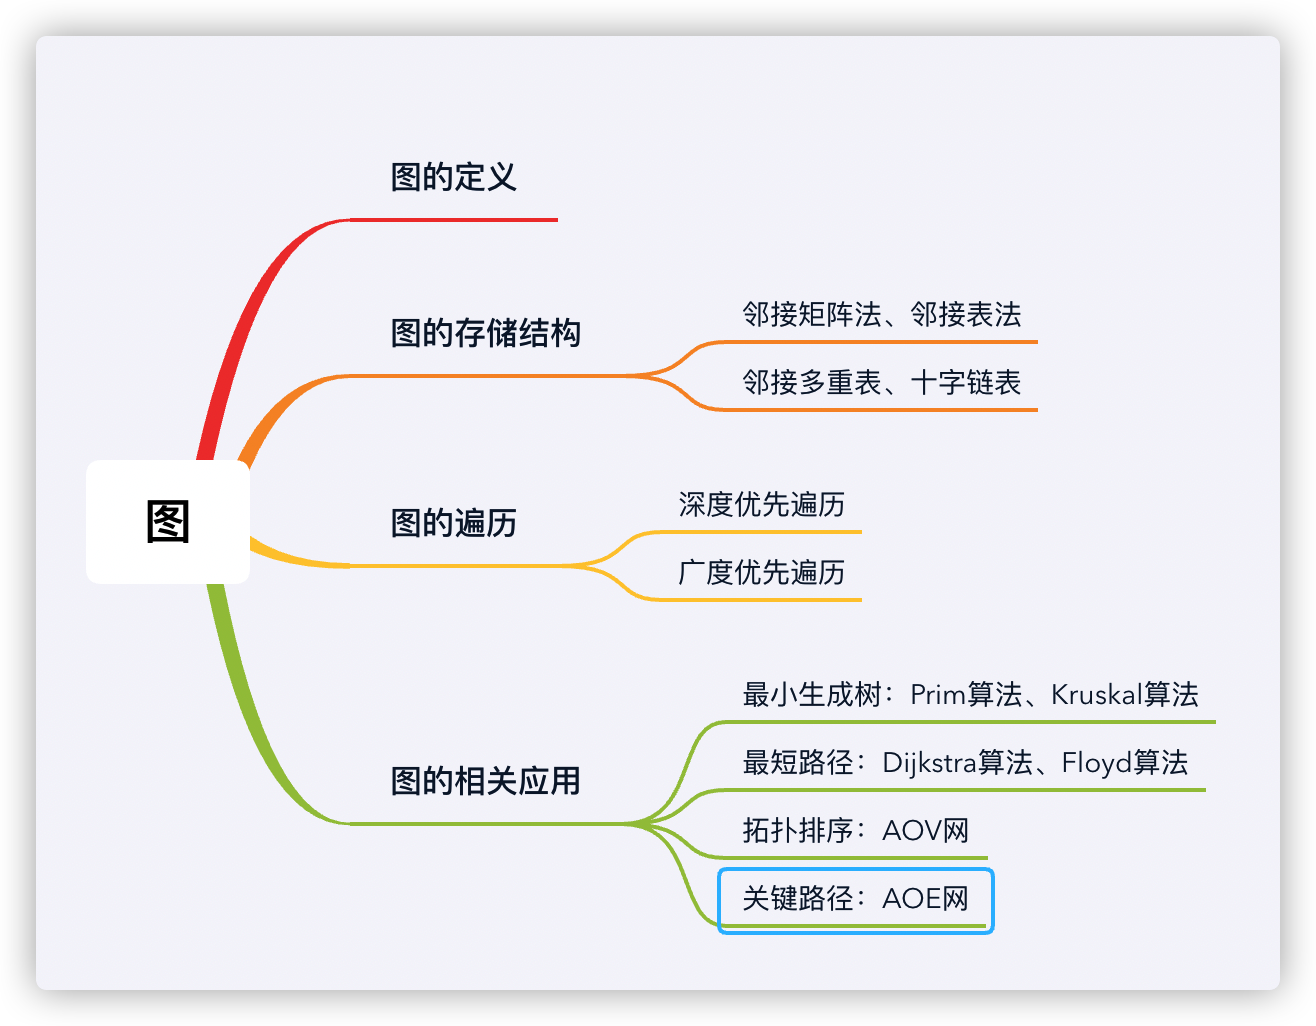 图
图的定义
图的存储结构
邻接矩阵法、邻接表法
邻接多重表、十字链表
图的遍历
深度优先遍历
广度优先遍历
图的相关应用
最小生成树：Prim算法、Kruskal算法
最短路径：Dijkstra算法、Floyd算法
拓扑排序：AOV网
关键路径：AOE网